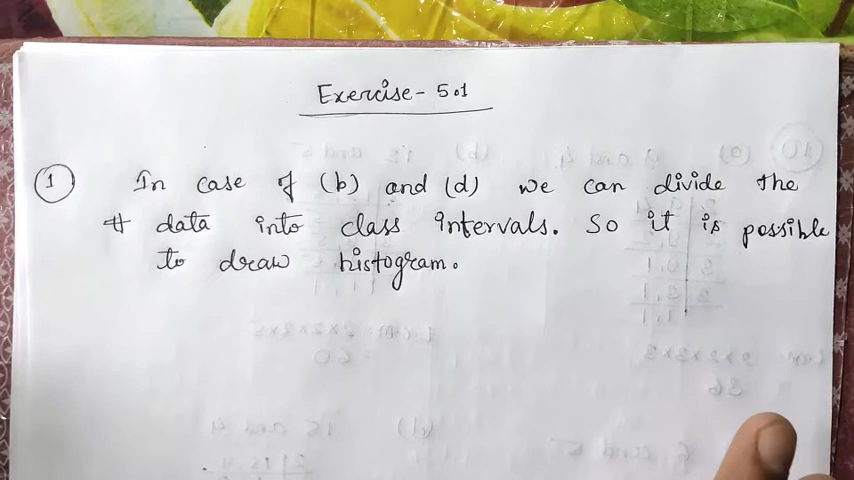 Exercise - 5.1
1 In case of (b) and (d) we can divide the
data into class intervals. So it is possible
to draw histogram.